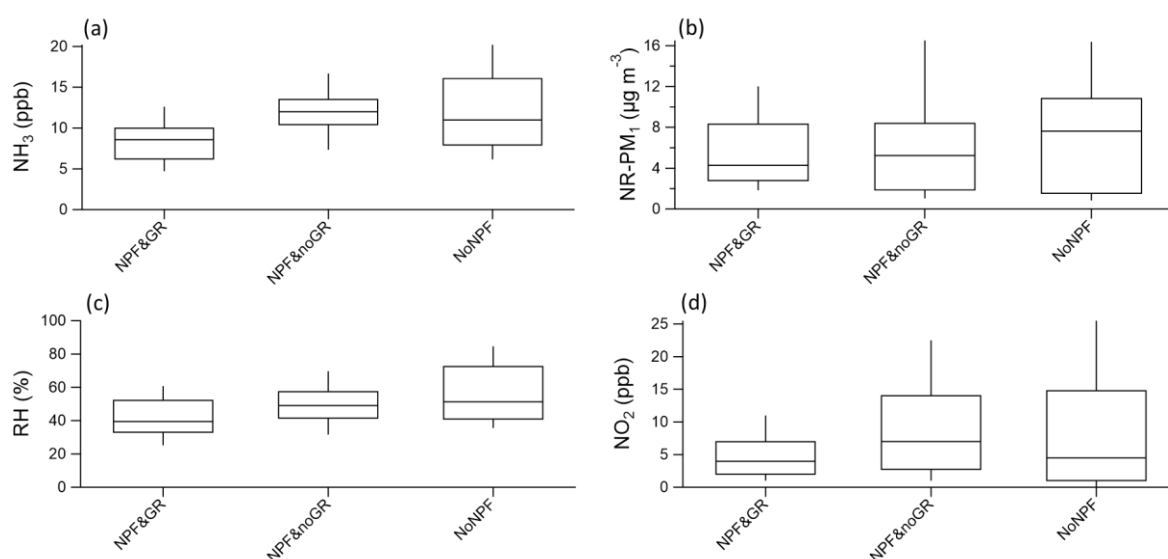 (a)
NH3 (ppb)
20
15
10
5
0
NPF&GR
NPF&noGR
NoNPF
(b)
NR-PM1 (µg m-3)
16
12
8
4
0
NPF&GR
NPF&noGR
NoNPF
(c)
RH (%)
100
80
60
40
20
0
NPF&GR
NPF&noGR
NoNPF
(d)
NO2 (ppb)
25
20
15
10
5
0
NPF&GR
NPF&noGR
NoNPF